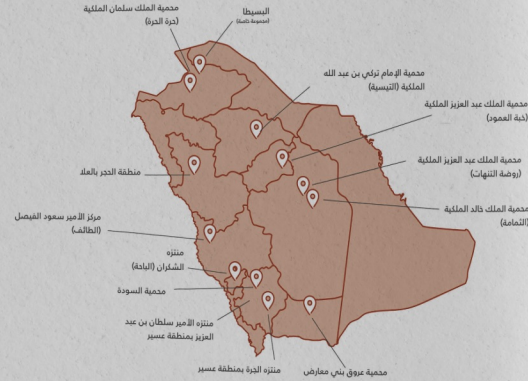 محمية الملك سلمان الملكية
(حرة الحرة)
البسيطا
(مجموعة خاصة)
محمية الإمام تركي بن عبد الله
الملكية (التيسية)
محمية الملك عبد العزيز الملكية
(خبة العمود)
محمية الملك عبد العزيز الملكية
(روضة التنهات)
منطقة الحجر بالعلا
محمية الملك خالد الملكية
(الثمامة)
مركز الأمير سعود الفيصل
(الطائف)
منتزه
الشكران (الباحة)
محمية السودة
منتزه الأمير سلطان بن عبد
العزيز بمنطقة عسير
منتزه الجرة بمنطقة عسير
محمية عروق بني معارض